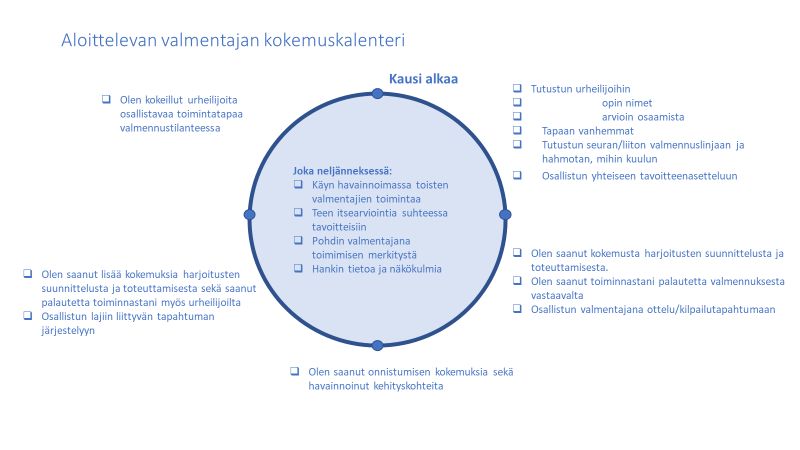 Aloittelevan valmentajan kokemuskalenteri
Kausi alkaa
❑ Tutustun urheilijoihin
❑ opin nimet
❑ arvioin osaamista
❑ Tapaan vanhemmat
❑ Tutustun seuran/liiton valmennuslinjaan ja
hahmotan, mihin kuulun
❑ Osallistun yhteiseen tavoitteenasetteluun
❑ Olen saanut kokemusta harjoitusten suunnittelusta ja
toteuttamisesta.
❑ Olen saanut toiminnastani palautetta valmennuksesta
vastaavalta
❑ Osallistun valmentajana ottelu/kilpailutapahtumaan
❑ Olen saanut onnistumisen kokemuksia sekä
havainnoinut kehityskohteita
❑ Olen saanut lisää kokemuksia harjoitusten
suunnittelusta ja toteuttamisesta sekä saanut
palautetta toiminnastani myös urheilijoilta
❑ Osallistun lajiin liittyvän tapahtuman
järjestelyyn
❑ Olen kokeillut urheilijoita
osallistavaa toimintatapaa
valmennustilanteessa
Joka neljänneksessä:
❑ Käyn havainnoimassa toisten
valmentajien toimintaa
❑ Teen itsearviointia suhteessa
tavoitteisiin
❑ Pohdin valmentajana
toimimisen merkitystä
❑ Hankin tietoa ja näkökulmia